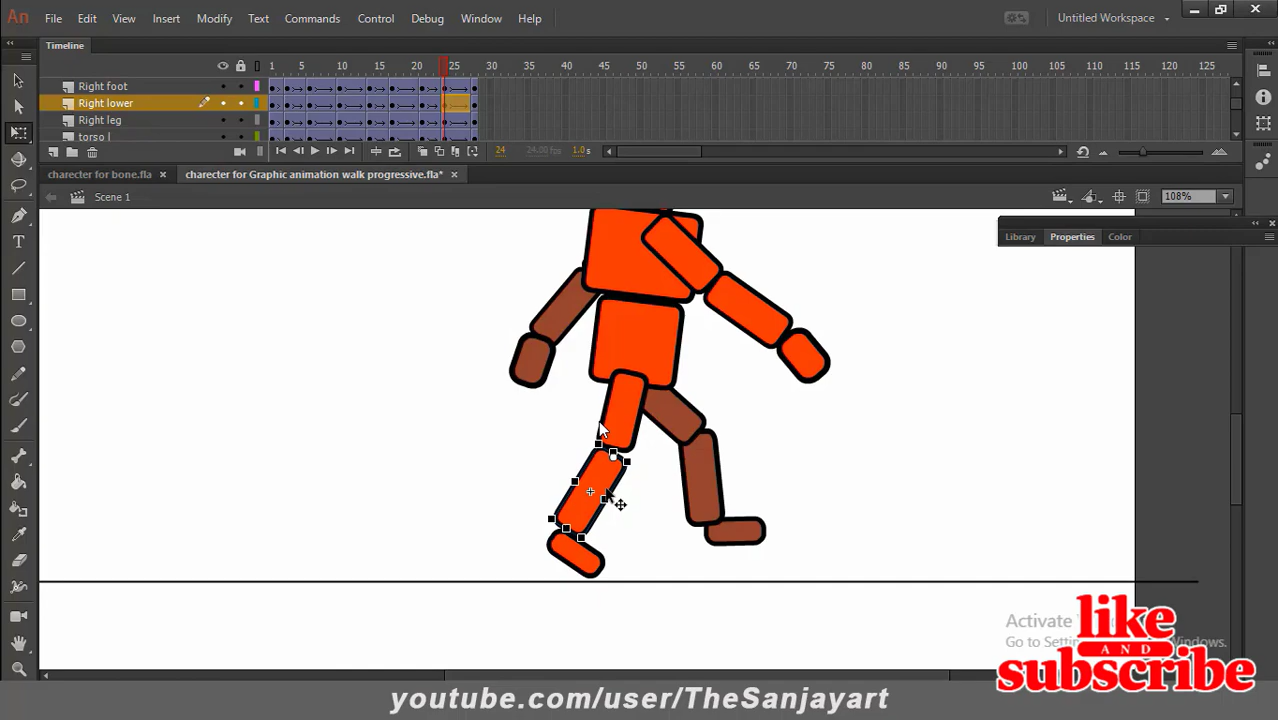 An File Edit View Insert Modify Text Commands Control Debug Window Help Untitled Workspace
Timeline
1 5 10 15 20 25 30 35 40 45 50 55 60 65 70 75 80 85 90 95 100 105 110 115 120 125
Right foot
Right lower
Right leg
torso l
24 24.00 fps 1.0 s
charecter for bone.fla × charecter for Graphic animation walk progressive.fla* ×
Scene 1 108%
Library Properties Color
Activate
Go to Setti Windows.
like
AND
subscribe
youtube.com/user/TheSanjayart